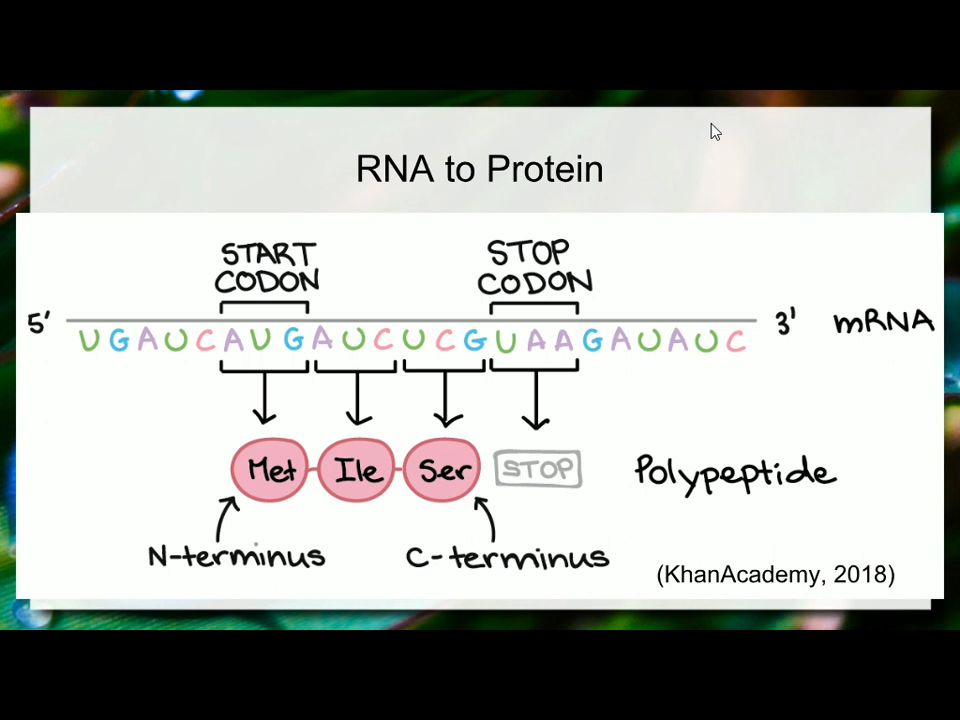 RNA to Protein
START
CODON
STOP
CODON
5' UGAUCAUGAUCUCGUAAGAUAUC 3' mRNA
Met Ile Ser STOP Polypeptide
N-terminus C-terminus
(KhanAcademy, 2018)